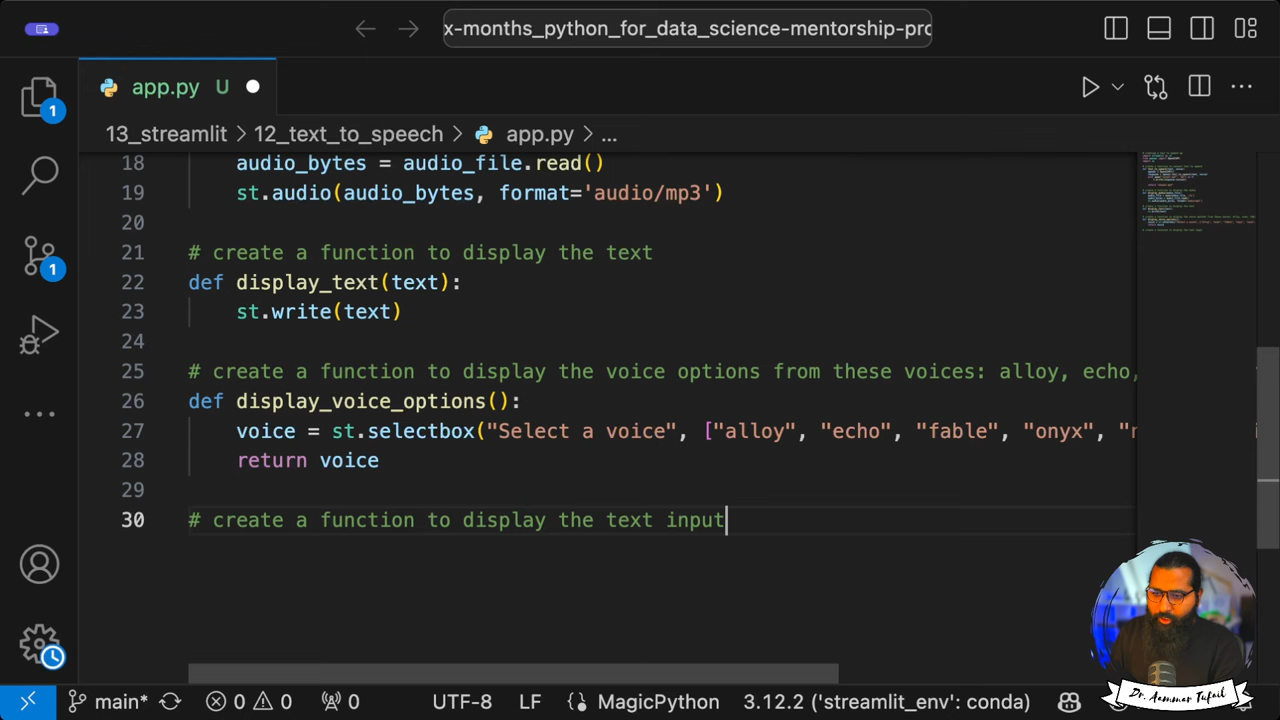 x-months_python_for_data_science-mentorship-pro
app.py U
13_streamlit > 12_text_to_speech > app.py > ...
18 audio_bytes = audio_file.read()
19 st.audio(audio_bytes, format='audio/mp3')
20
21 # create a function to display the text
22 def display_text(text):
23 st.write(text)
24
25 # create a function to display the voice options from these voices: alloy, echo,
26 def display_voice_options():
27 voice = st.selectbox("Select a voice", ["alloy", "echo", "fable", "onyx", "n
28 return voice
29
30 # create a function to display the text input
1
1
main* 0 0 0 UTF-8 LF MagicPython 3.12.2 ('streamlit_env': conda)
Dr. Aammar Tufail